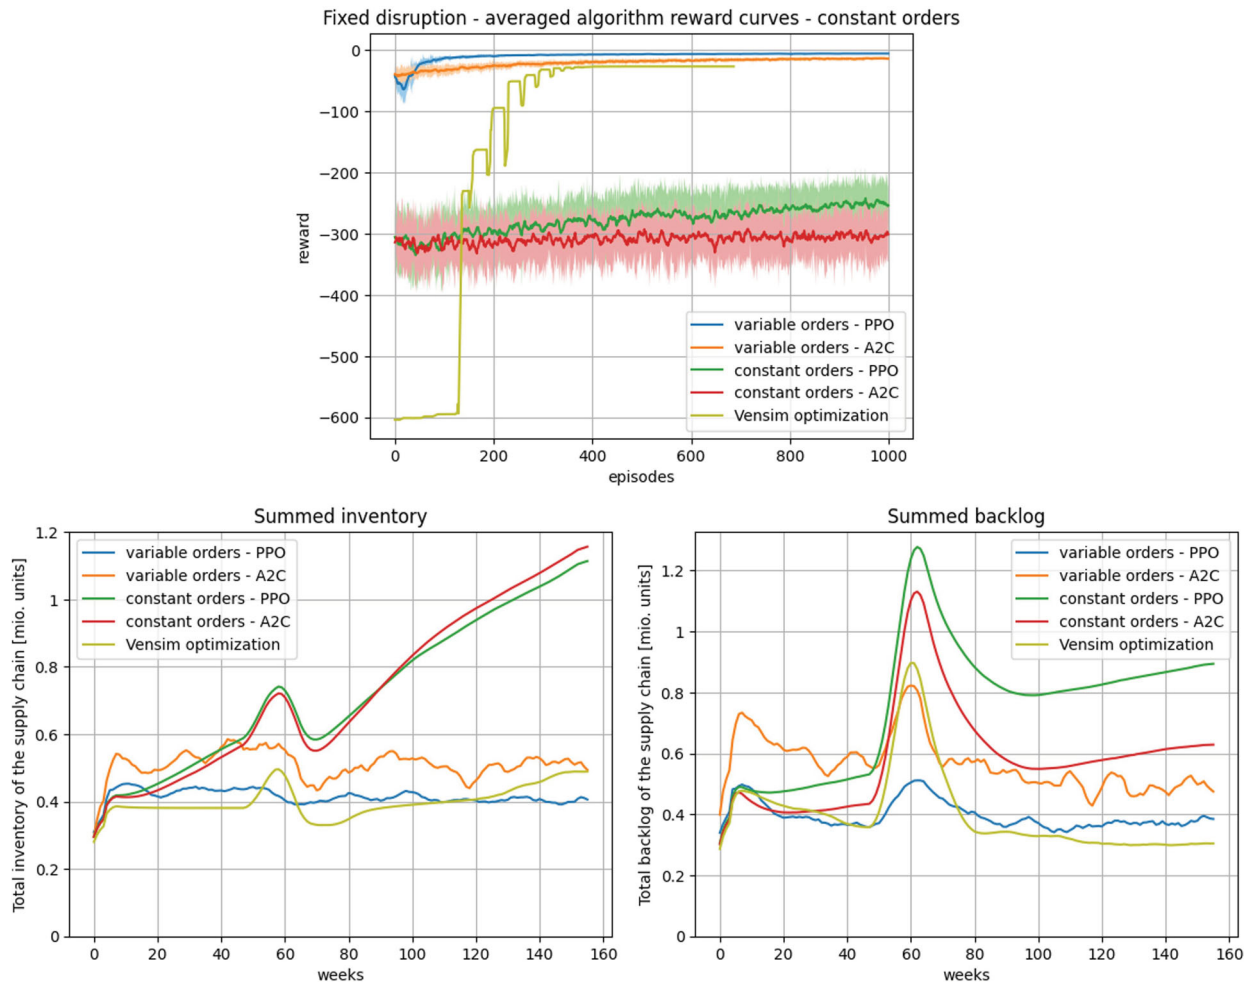 Fixed disruption - averaged algorithm reward curves - constant orders
0
−100
−200
−300
−400
−500
−600
reward
0
200
400
600
800
1000
episodes
variable orders - PPO
variable orders - A2C
constant orders - PPO
constant orders - A2C
Vensim optimization
Summed inventory
1.2
1
0.8
0.6
0.4
0.2
0
Total inventory of the supply chain [mio. units]
variable orders - PPO
variable orders - A2C
constant orders - PPO
constant orders - A2C
Vensim optimization
0
20
40
60
80
100
120
140
160
weeks
Summed backlog
1.2
1
0.8
0.6
0.4
0.2
0
Total backlog of the supply chain [mio. units]
variable orders - PPO
variable orders - A2C
constant orders - PPO
constant orders - A2C
Vensim optimization
0
20
40
60
80
100
120
140
160
weeks